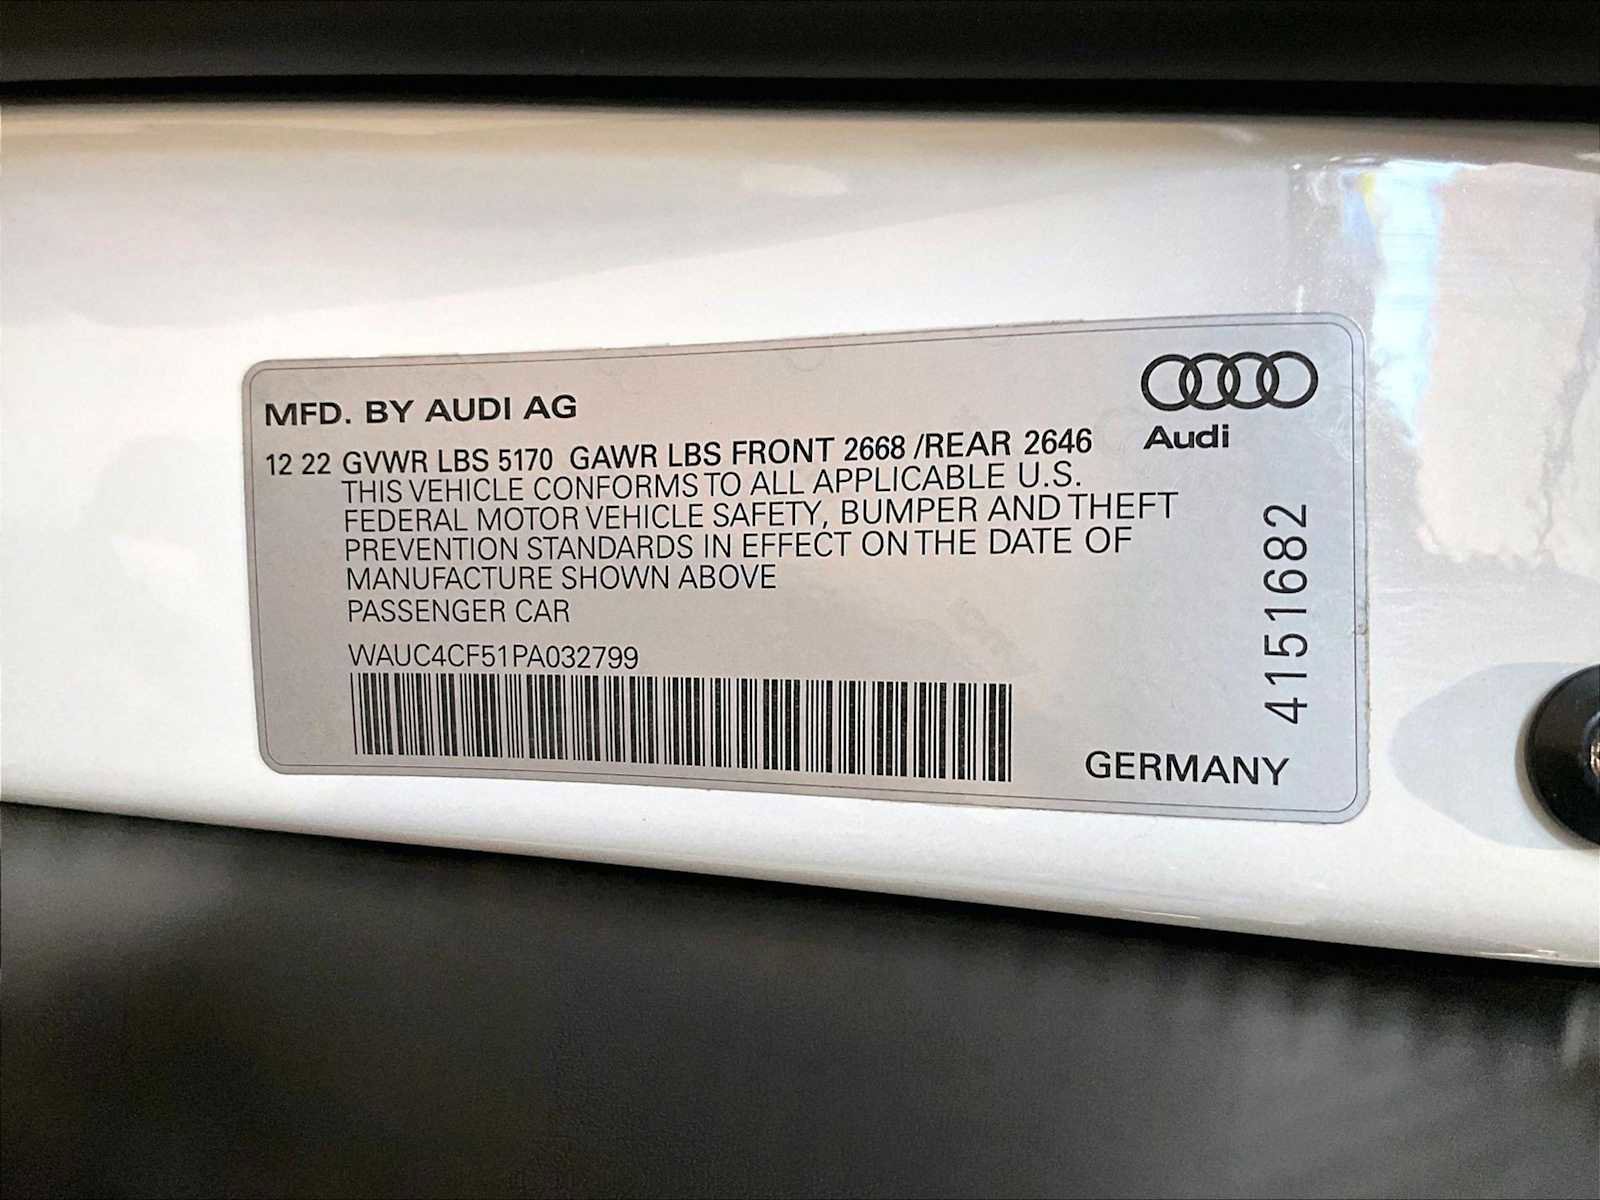 MFD. BY AUDI AG
Audi
12 22 GVWR LBS 5170 GAWR LBS FRONT 2668 /REAR 2646
THIS VEHICLE CONFORMS TO ALL APPLICABLE U.S.
FEDERAL MOTOR VEHICLE SAFETY, BUMPER AND THEFT
PREVENTION STANDARDS IN EFFECT ON THE DATE OF
MANUFACTURE SHOWN ABOVE
PASSENGER CAR
WAUC4CF51PA032799
4151682
GERMANY